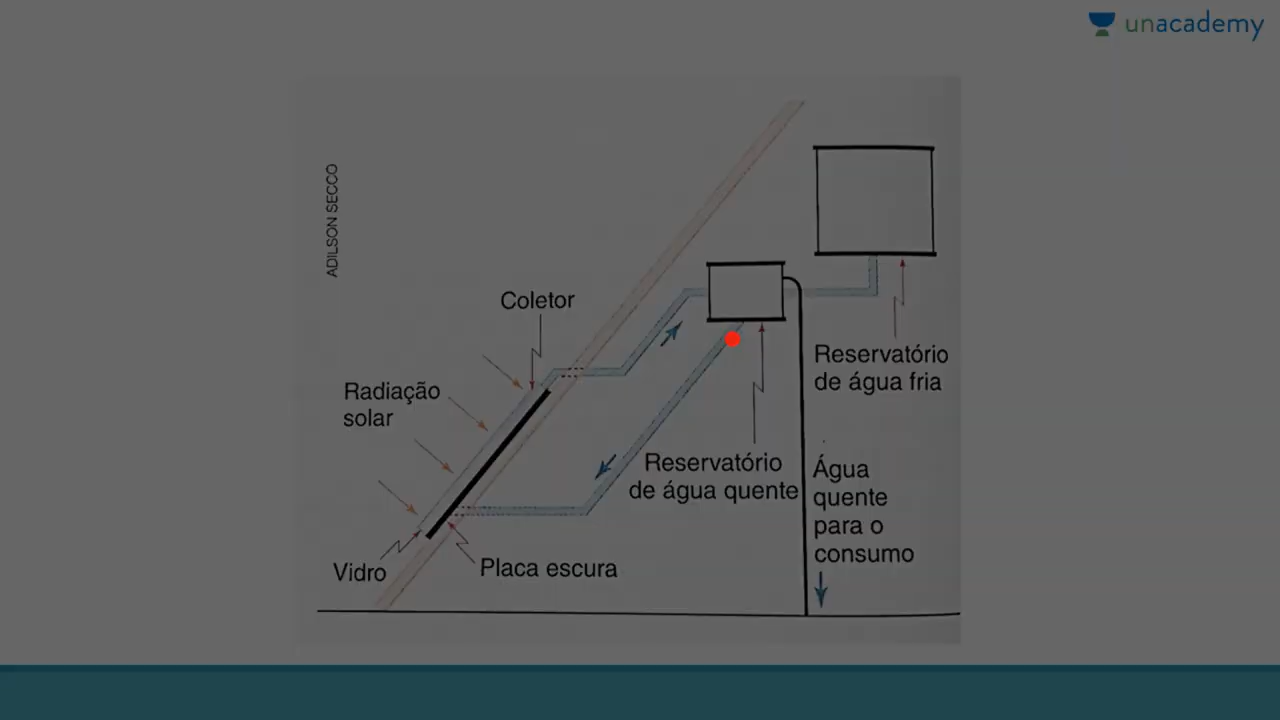 unacademy
ADILSON SECCO
Coletor
Radiação
solar
Reservatório
de água fria
Reservatório
de água quente
Água
quente
para o
consumo
Vidro
Placa escura